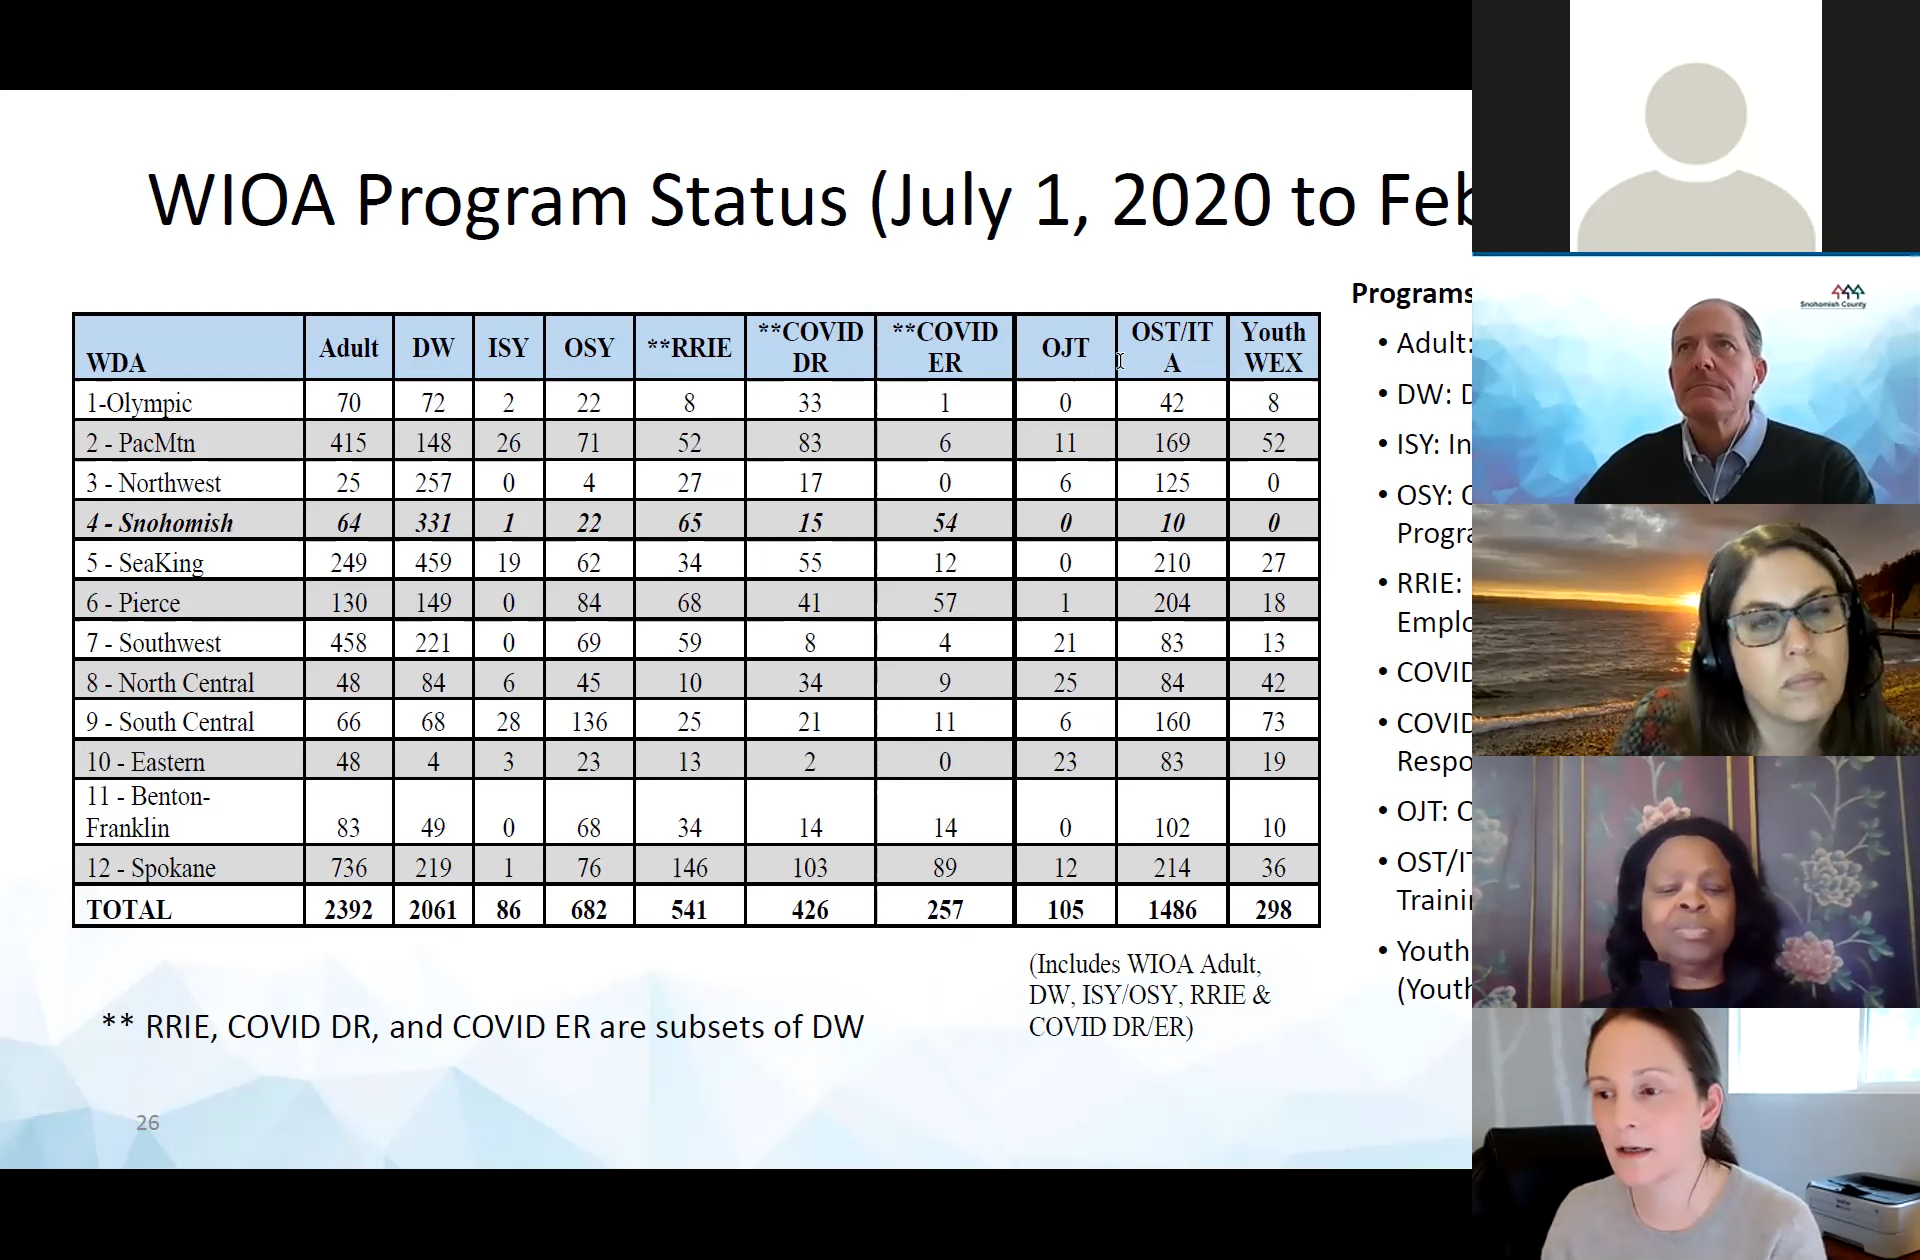 WIOA Program Status (July 1, 2020 to Feb
WDA Adult DW ISY OSY **RRIE **COVID DR **COVID ER OJT OST/IT A Youth WEX
1-Olympic 70 72 2 22 8 33 1 0 42 8
2 - PacMtn 415 148 26 71 52 83 6 11 169 52
3 - Northwest 25 257 0 4 27 17 0 6 125 0
4 - Snohomish 64 331 1 22 65 15 54 0 10 0
5 - SeaKing 249 459 19 62 34 55 12 0 210 27
6 - Pierce 130 149 0 84 68 41 57 1 204 18
7 - Southwest 458 221 0 69 59 8 4 21 83 13
8 - North Central 48 84 6 45 10 34 9 25 84 42
9 - South Central 66 68 28 136 25 21 11 6 160 73
10 - Eastern 48 4 3 23 13 2 0 23 83 19
11 - Benton-
Franklin 83 49 0 68 34 14 14 0 102 10
12 - Spokane 736 219 1 76 146 103 89 12 214 36
TOTAL 2392 2061 86 682 541 426 257 105 1486 298
(Includes WIOA Adult,
DW, ISY/OSY, RRIE &
COVID DR/ER)
** RRIE, COVID DR, and COVID ER are subsets of DW
26
Programs
• Adult:
• DW: D
• ISY: In
• OSY:
Progra
• RRIE:
Emplo
• COVID
• COVID
Respo
• OJT:
• OST/IT
Traini
• Youth
(Youth
Snohomish County